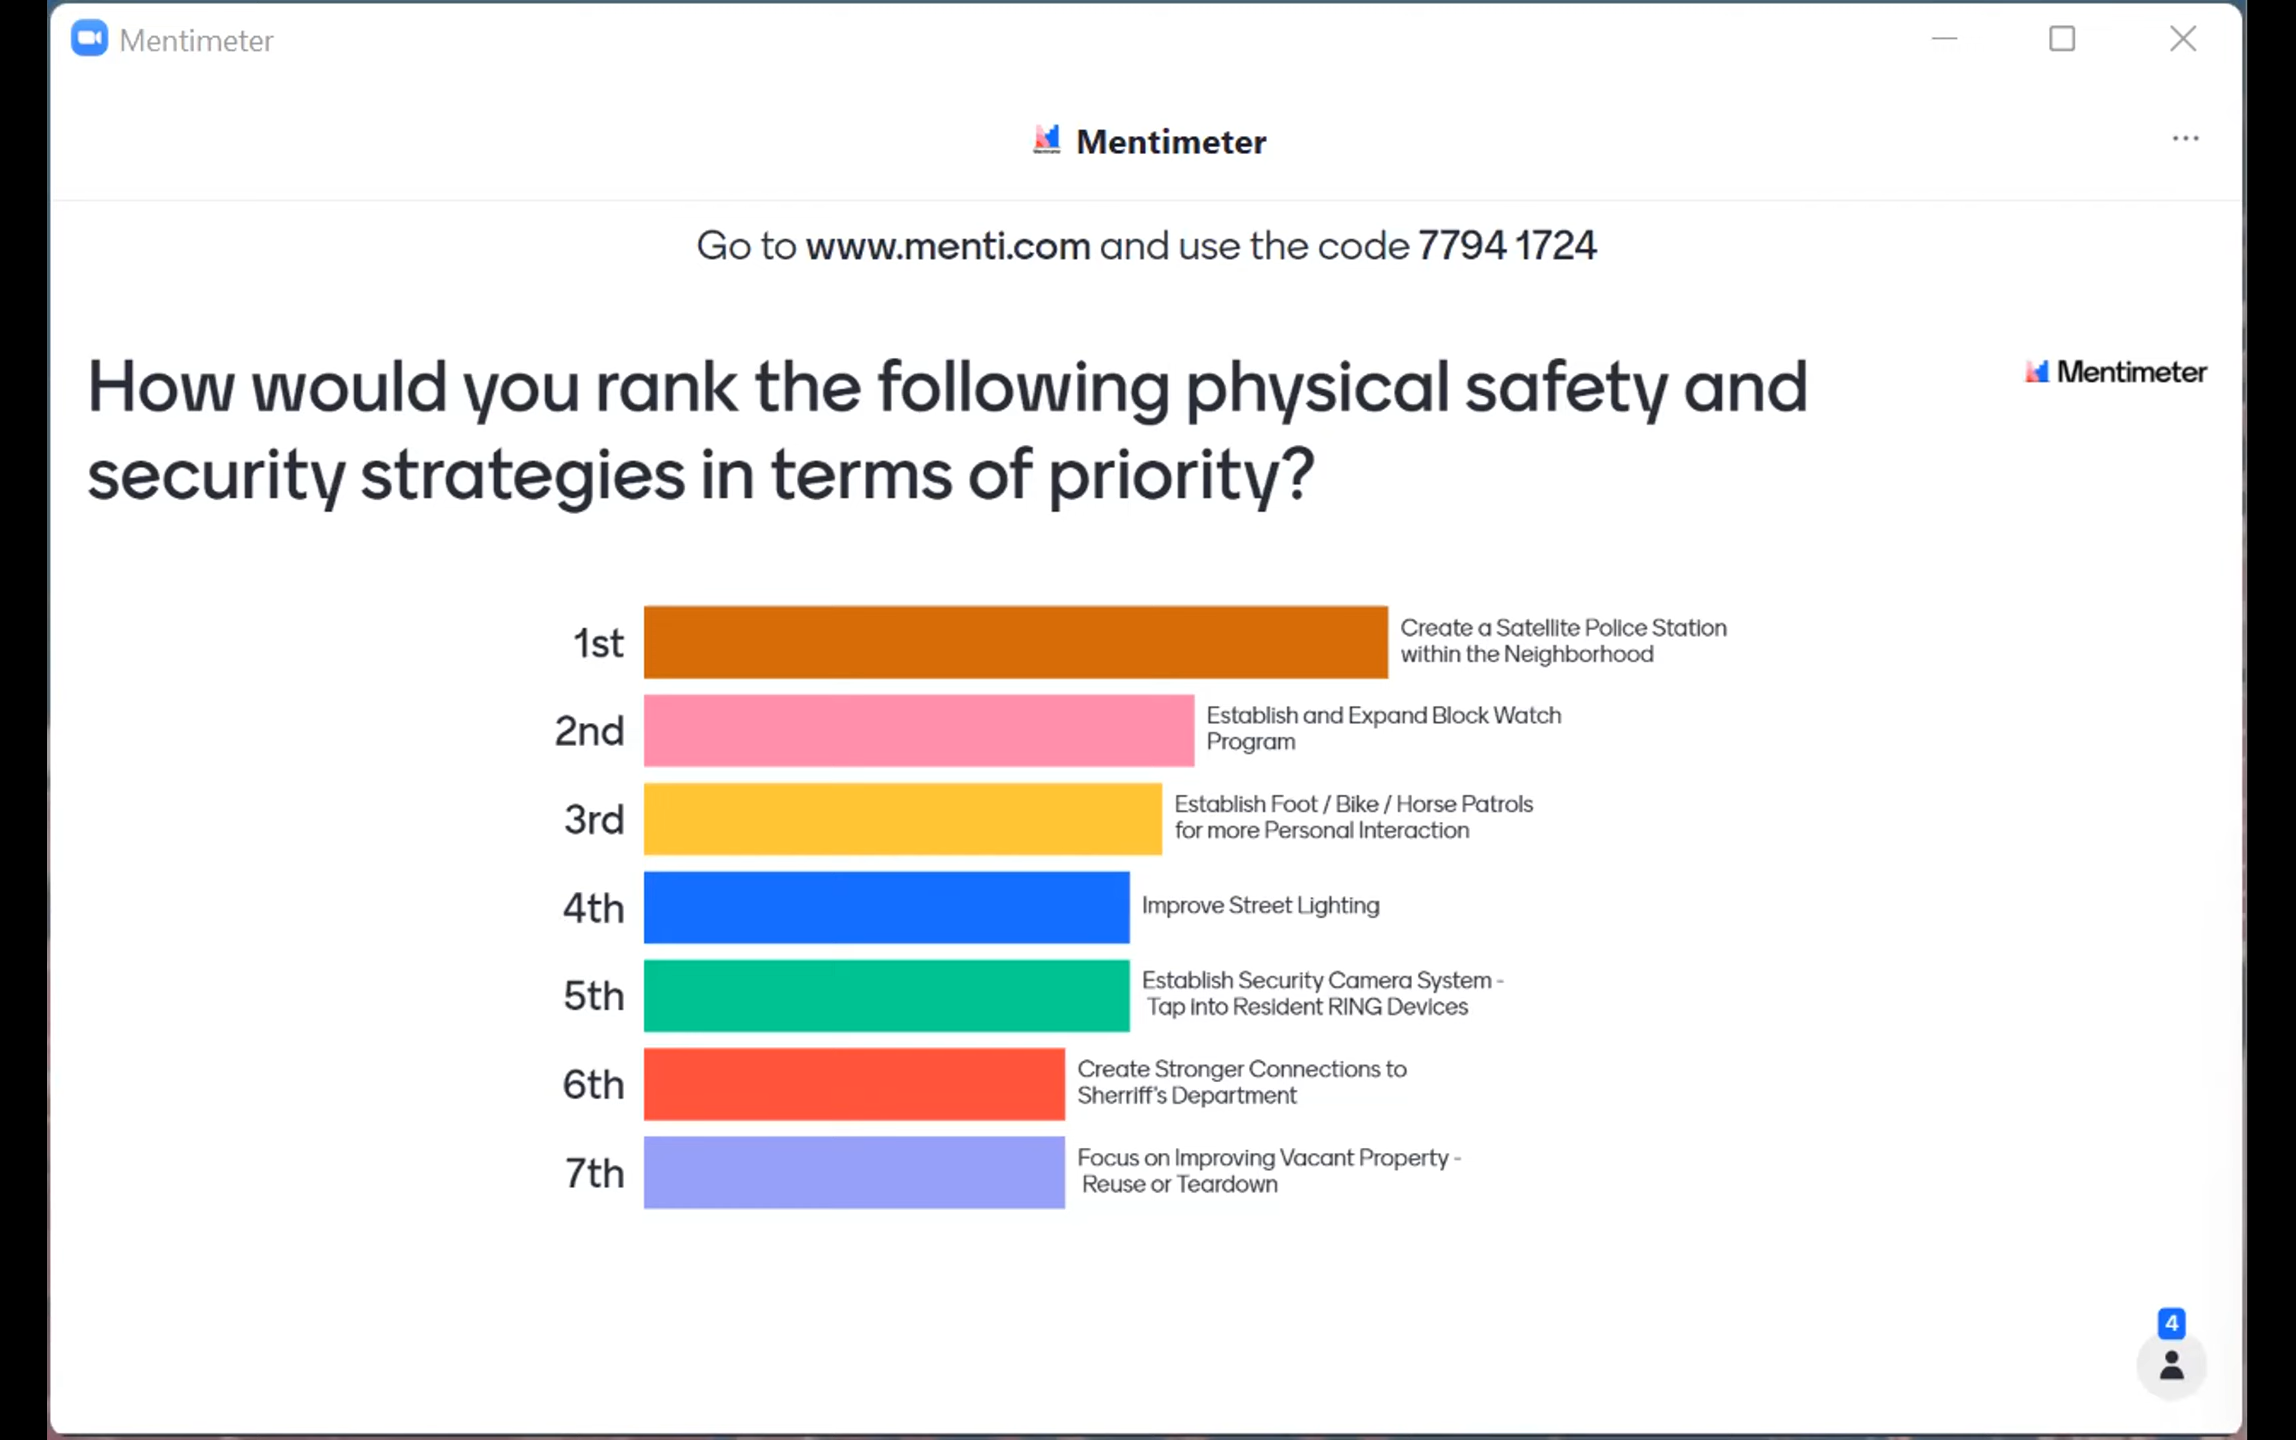 Mentimeter
Mentimeter
...
Go to www.menti.com and use the code 7794 1724
How would you rank the following physical safety and
security strategies in terms of priority?
Mentimeter
1st
Create a Satellite Police Station
within the Neighborhood
2nd
Establish and Expand Block Watch
Program
3rd
Establish Foot / Bike / Horse Patrols
for more Personal Interaction
4th
Improve Street Lighting
5th
Establish Security Camera System -
Tap into Resident RING Devices
6th
Create Stronger Connections to
Sherriff's Department
7th
Focus on Improving Vacant Property -
Reuse or Teardown
4